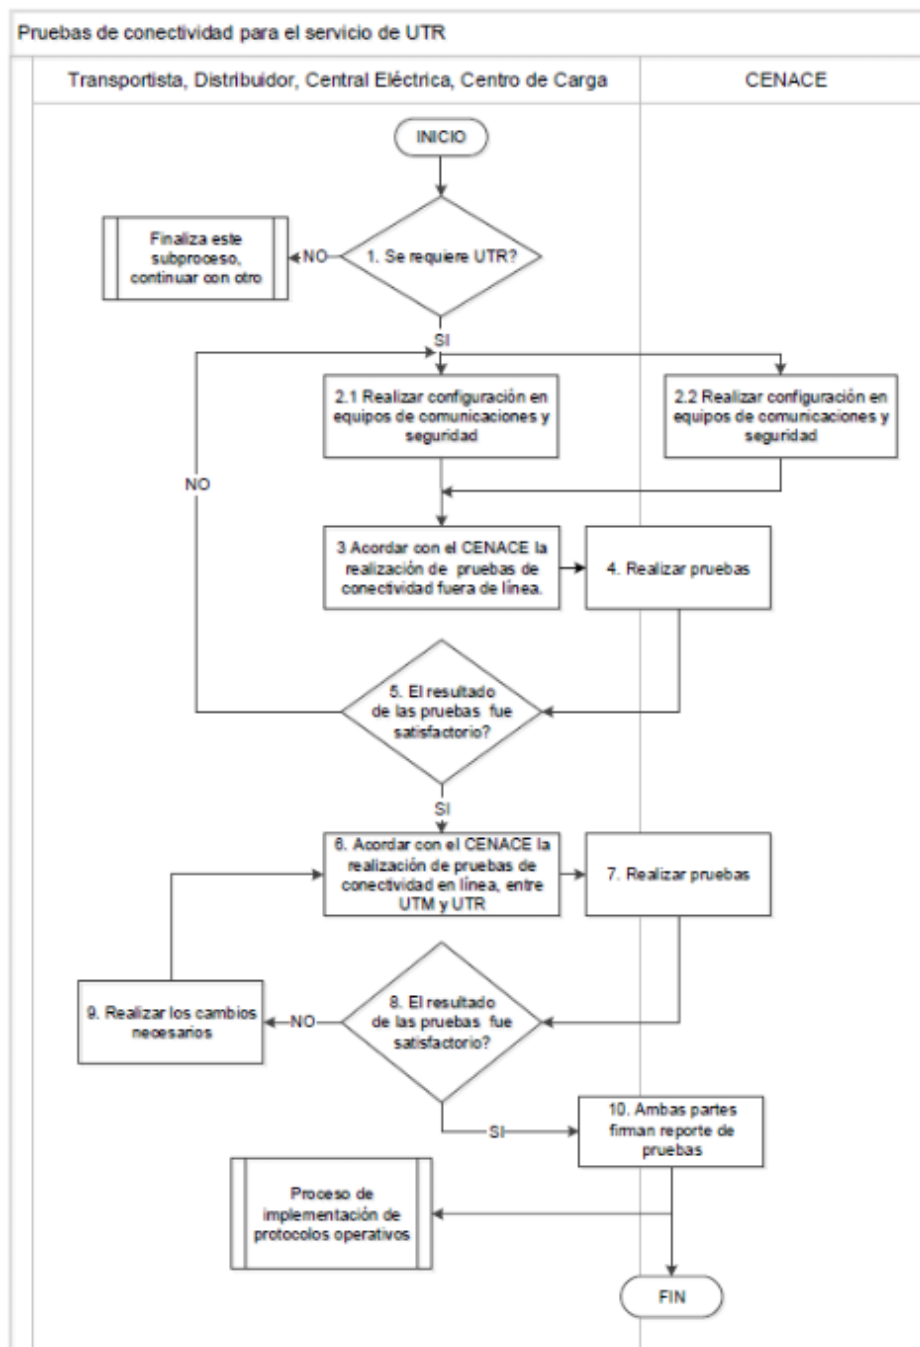 Pruebas de conectividad para el servicio de UTR
Transportista, Distribuidor, Central Eléctrica, Centro de Carga
CENACE
INICIO
1. Se requiere UTR?
NO
Finaliza este
subproceso,
continuar con otro
SI
2.1 Realizar configuración en
equipos de comunicaciones y
seguridad
2.2 Realizar configuración en
equipos de comunicaciones y
seguridad
NO
3 Acordar con el CENACE la
realización de pruebas de
conectividad fuera de línea.
4. Realizar pruebas
5. El resultado
de las pruebas fue
satisfactorio?
SI
6. Acordar con el CENACE la
realización de pruebas de
conectividad en línea, entre
UTM y UTR
7. Realizar pruebas
8. El resultado
de las pruebas fue
satisfactorio?
NO
9. Realizar los cambios
necesarios
SI
10. Ambas partes
firman reporte de
pruebas
Proceso de
implementación de
protocolos operativos
FIN